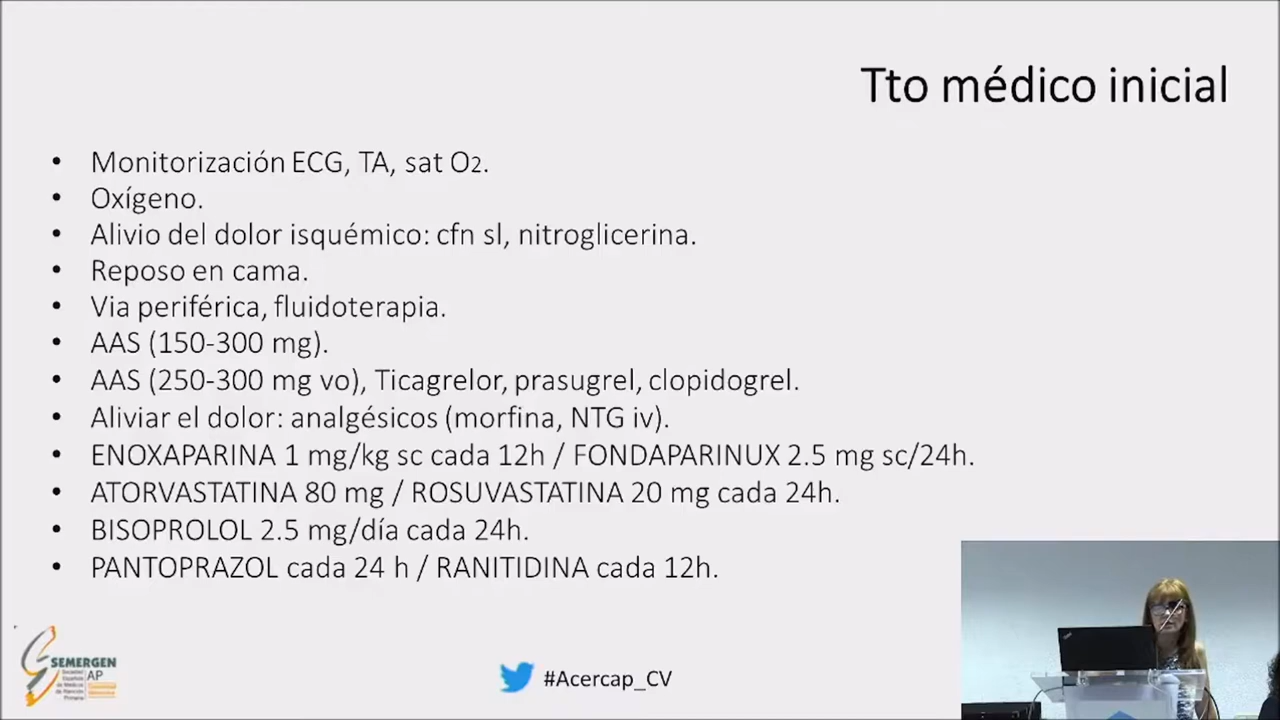 Tto médico inicial
• Monitorización ECG, TA, sat O2.
• Oxígeno.
• Alivio del dolor isquémico: cfn sl, nitroglicerina.
• Reposo en cama.
• Via periférica, fluidoterapia.
• AAS (150-300 mg).
• AAS (250-300 mg vo), Ticagrelor, prasugrel, clopidogrel.
• Aliviar el dolor: analgésicos (morfina, NTG iv).
• ENOXAPARINA 1 mg/kg sc cada 12h / FONDAPARINUX 2.5 mg sc/24h.
• ATORVASTATINA 80 mg / ROSUVASTATINA 20 mg cada 24h.
• BISOPROLOL 2.5 mg/día cada 24h.
• PANTOPRAZOL cada 24 h / RANITIDINA cada 12h.
SEMERGEN
AP
#Acercap_CV